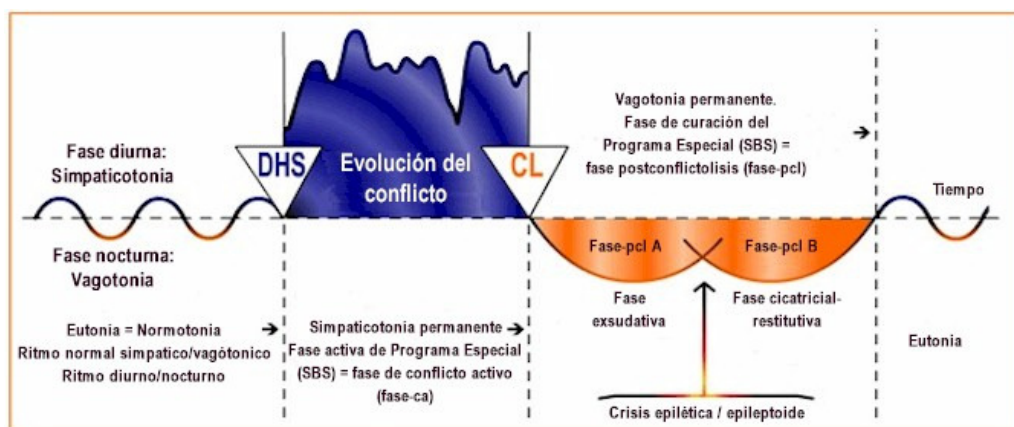 Fase diurna:
Simpaticotonia
Fase nocturna:
Vagotonia
DHS
Evolución del
conflicto
CL
Vagotonia permanente.
Fase de curación del
Programa Especial (SBS) =
fase postconflictolisis (fase-pcl)
Tiempo
Fase-pcl A
Fase-pcl B
Fase
exsudativa
Fase cicatricial-
restitutiva
Eutonia = Normotonia
Ritmo normal simpatico/vagótonico
Ritmo diurno/nocturno
Simpaticotonia permanente
Fase activa de Programa Especial
(SBS) = fase de conflicto activo
(fase-ca)
Eutonia
Crisis epilética / epileptoide